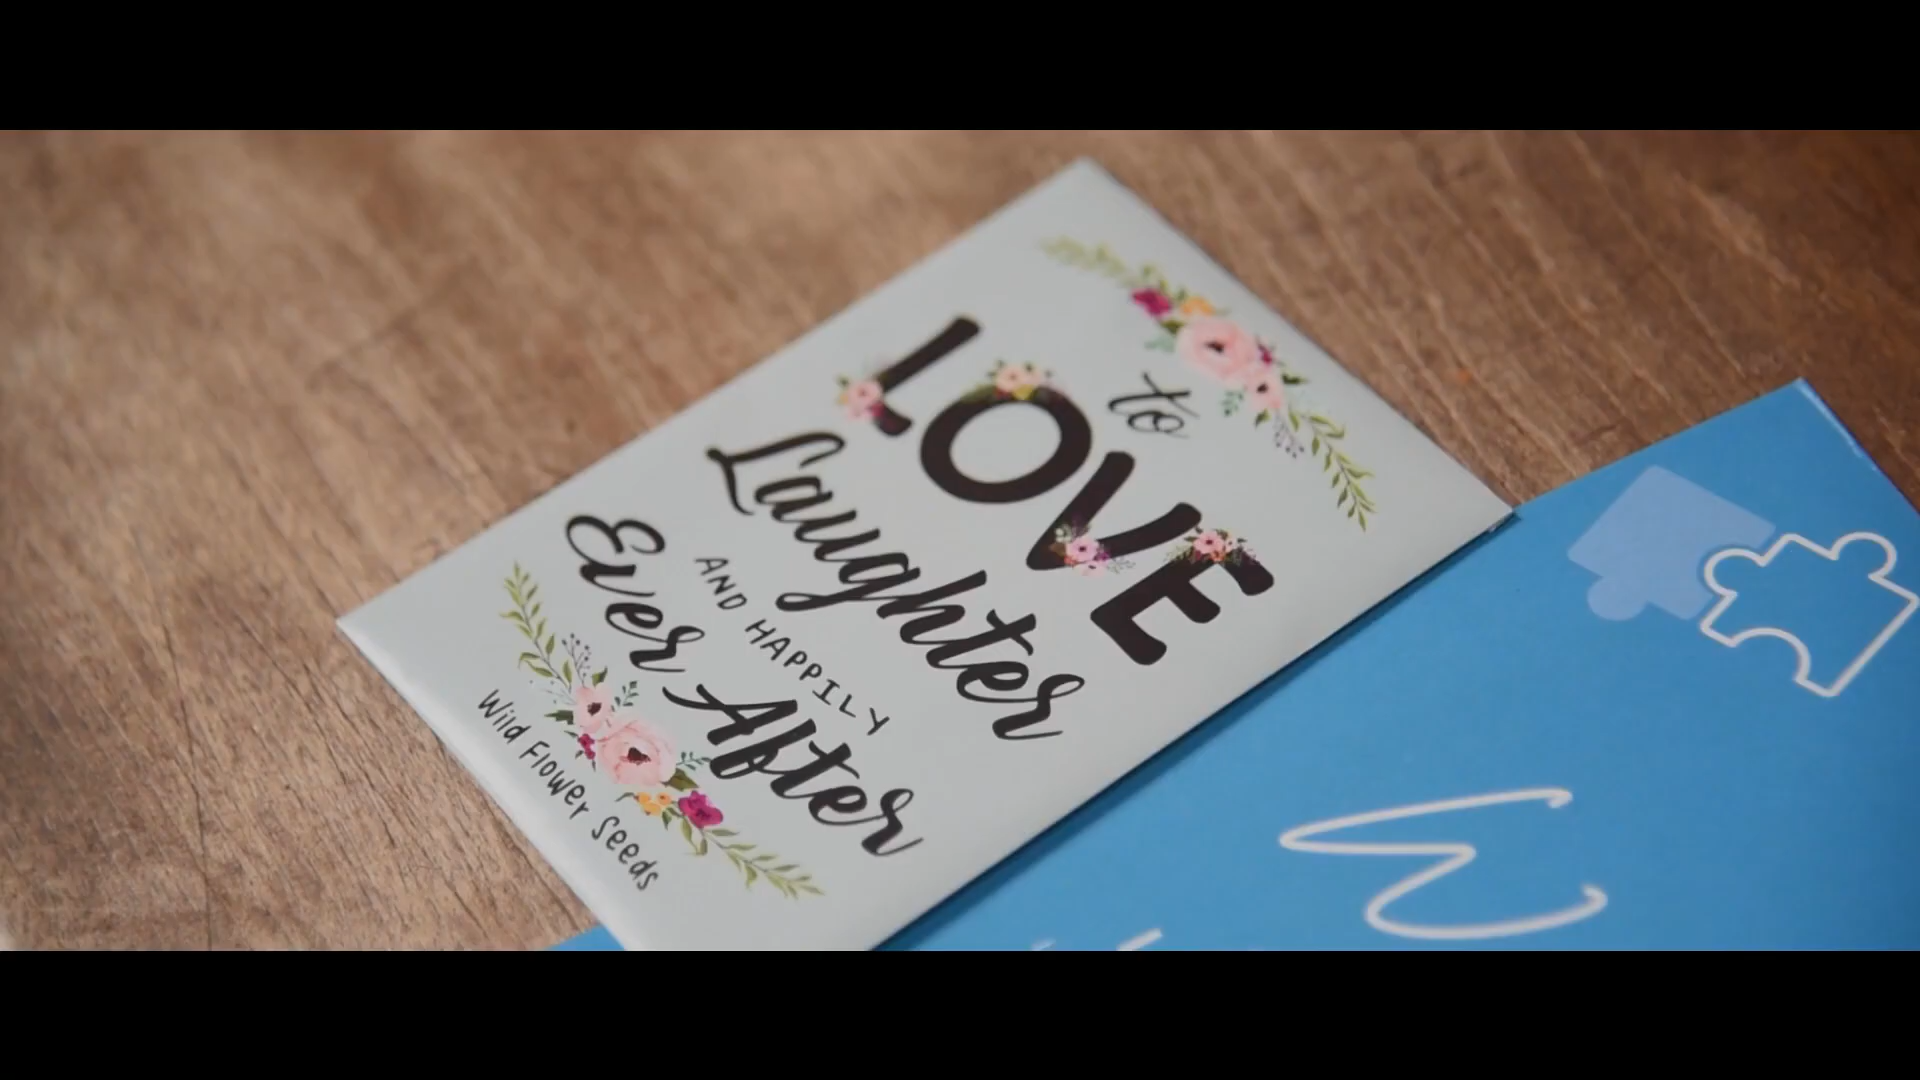 to
LOVE
Laughter
AND HAPPILY
Ever After
Wild Flower Seeds